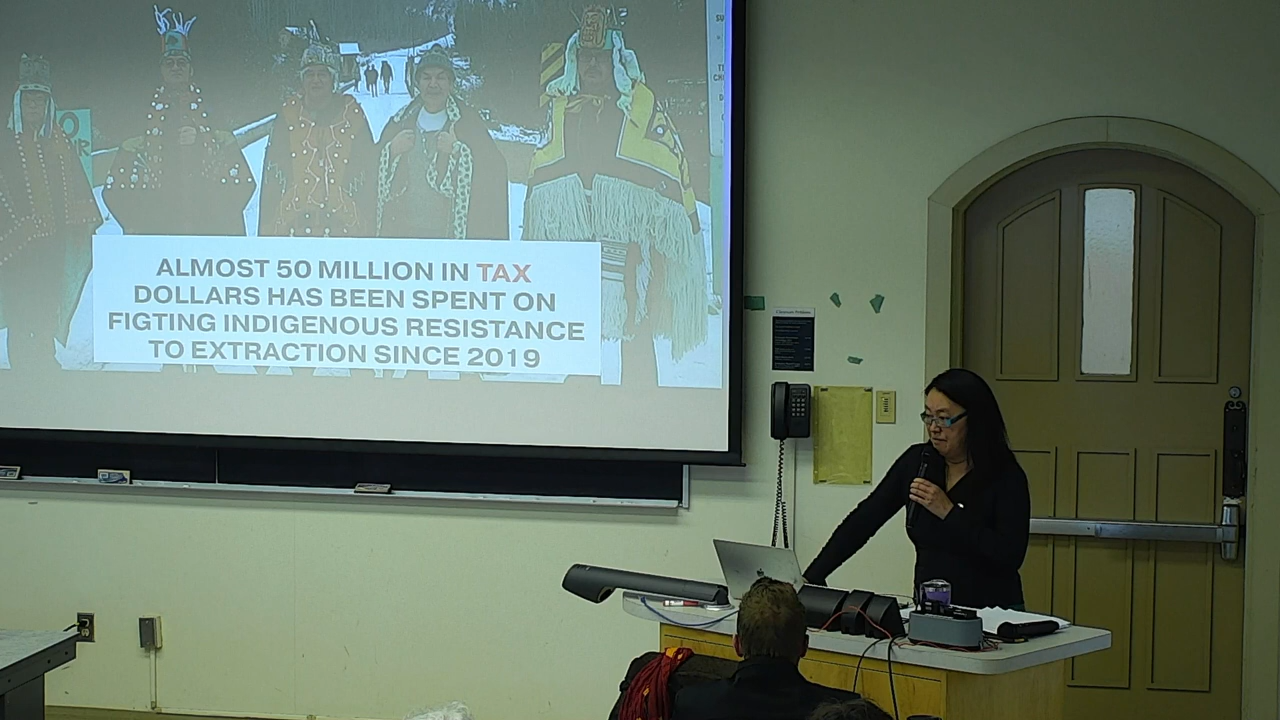 ALMOST 50 MILLION IN TAX
DOLLARS HAS BEEN SPENT ON
FIGTING INDIGENOUS RESISTANCE
TO EXTRACTION SINCE 2019